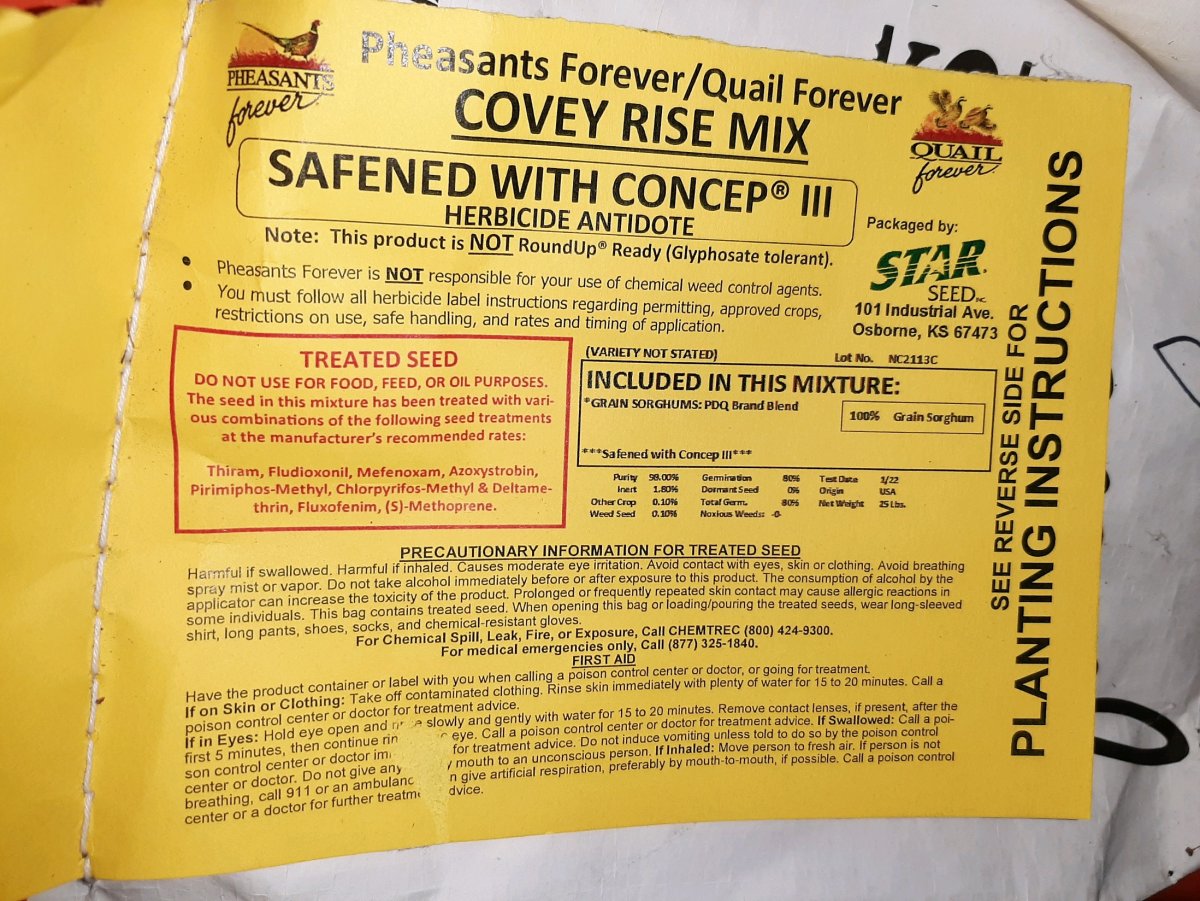 PHEASANTS
forever
Pheasants Forever/Quail Forever
COVEY RISE MIX
QUAIL
forever
SAFENED WITH CONCEP® III
HERBICIDE ANTIDOTE
Note: This product is NOT RoundUp® Ready (Glyphosate tolerant).
• Pheasants Forever is NOT responsible for your use of chemical weed control agents.
• You must follow all herbicide label instructions regarding permitting, approved crops,
restrictions on use, safe handling, and rates and timing of application.
Packaged by:
STAR
SEED INC.
101 Industrial Ave.
Osborne, KS 67473
TREATED SEED
DO NOT USE FOR FOOD, FEED, OR OIL PURPOSES.
The seed in this mixture has been treated with vari-
ous combinations of the following seed treatments
at the manufacturer's recommended rates:
Thiram, Fludioxonil, Mefenoxam, Azoxystrobin,
Pirimiphos-Methyl, Chlorpyrifos-Methyl & Deltame-
thrin, Fluxofenim, (S)-Methoprene.
(VARIETY NOT STATED) Lot No. NC2113C
INCLUDED IN THIS MIXTURE:
*GRAIN SORGHUMS: PDQ Brand Blend
100% Grain Sorghum
***Safened with Concep III***
Purity 98.00% Germination 80% Test Date 1/22
Inert 1.80% Dormant Seed 0% Origin USA
Other Crop 0.10% Total Germ. 80% Net Weight 25 Lbs.
Weed Seed 0.10% Noxious Weeds: -0-
PRECAUTIONARY INFORMATION FOR TREATED SEED
Harmful if swallowed. Harmful if inhaled. Causes moderate eye irritation. Avoid contact with eyes, skin or clothing. Avoid breathing
spray mist or vapor. Do not take alcohol immediately before or after exposure to this product. The consumption of alcohol by the
applicator can increase the toxicity of the product. Prolonged or frequently repeated skin contact may cause allergic reactions in
some individuals. This bag contains treated seed. When opening this bag or loading/pouring the treated seeds, wear long-sleeved
shirt, long pants, shoes, socks, and chemical-resistant gloves.
For Chemical Spill, Leak, Fire, or Exposure, Call CHEMTREC (800) 424-9300.
For medical emergencies only, Call (877) 325-1840.
FIRST AID
Have the product container or label with you when calling a poison control center or doctor, or going for treatment.
If on Skin or Clothing: Take off contaminated clothing. Rinse skin immediately with plenty of water for 15 to 20 minutes. Call a
poison control center or doctor for treatment advice.
If in Eyes: Hold eye open and slowly and gently with water for 15 to 20 minutes. Remove contact lenses, if present, after the
first 5 minutes, then continue eye. Call a poison control center or doctor for treatment advice. If Swallowed: Call a poi-
son control center or doctor for treatment advice. Do not induce vomiting unless told to do so by the poison control
center or doctor. Do not give mouth to an unconscious person. If Inhaled: Move person to fresh air. If person is not
breathing, call 911 or an give artificial respiration, preferably by mouth-to-mouth, if possible. Call a poison control
center or a doctor for further
SEE REVERSE SIDE FOR
PLANTING INSTRUCTIONS